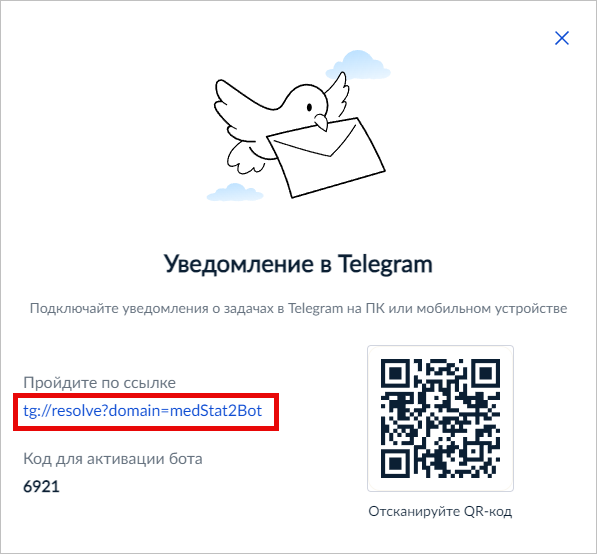 Уведомление в Telegram
Подключайте уведомления о задачах в Telegram на ПК или мобильном устройстве
Пройдите по ссылке
tg://resolve?domain=medStat2Bot
Код для активации бота
6921
Отсканируйте QR-код